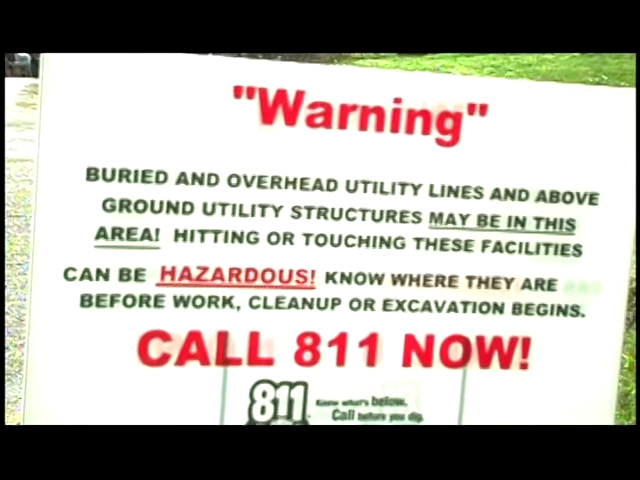 "Warning"
BURIED AND OVERHEAD UTILITY LINES AND ABOVE
GROUND UTILITY STRUCTURES MAY BE IN THIS
AREA! HITTING OR TOUCHING THESE FACILITIES
CAN BE HAZARDOUS! KNOW WHERE THEY ARE
BEFORE WORK, CLEANUP OR EXCAVATION BEGINS.
CALL 811 NOW!
811
Know what's below.
Call before you dig.